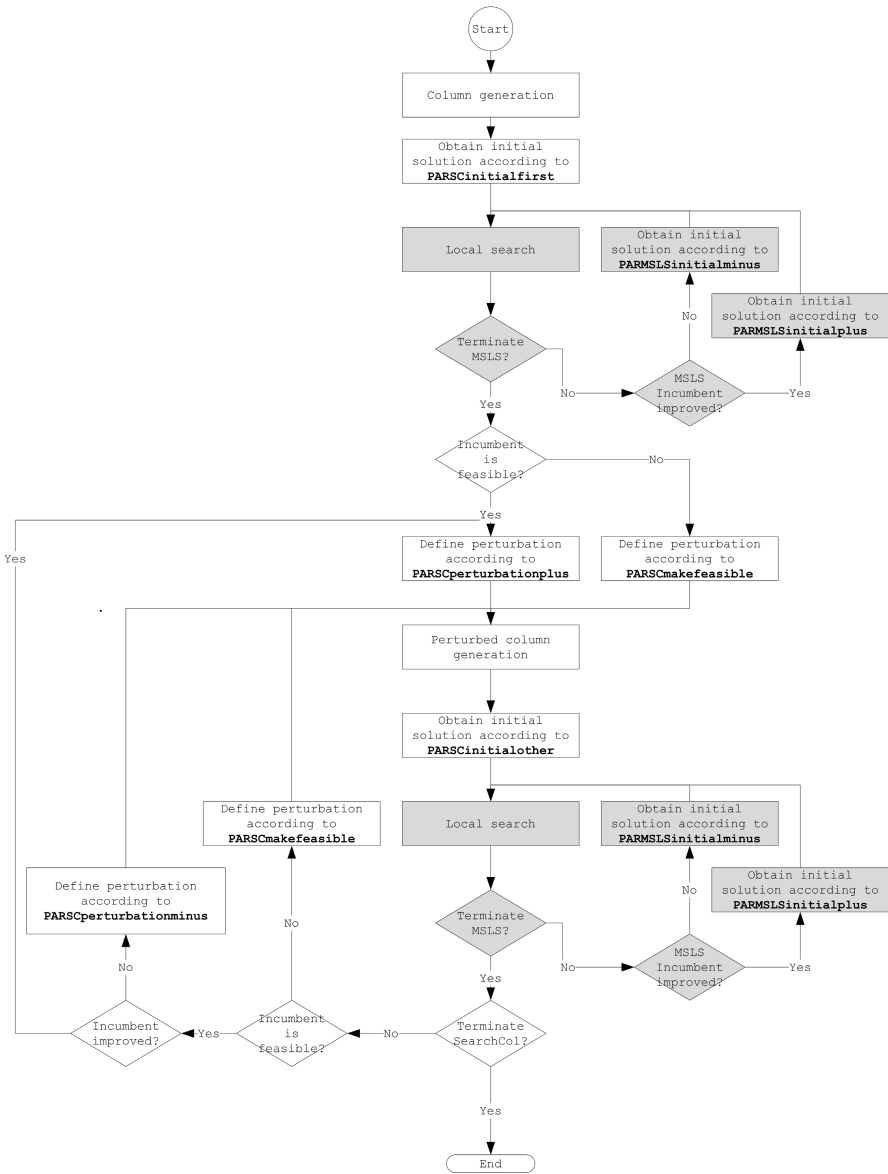 Start
Column generation
Obtain initial
solution according to
PARSCinitialfirst
Local search
Obtain initial
solution according to
PARMSLSinitialminus
Obtain initial
solution according to
PARMSLSinitialplus
No
Terminate
MSLS?
No
MSLS
Incumbent
improved?
Yes
Yes
Incumbent
is
feasible?
No
Yes
Yes
Define perturbation
according to
PARSCperturbationplus
Define perturbation
according to
PARSCmakefeasible
.
Perturbed column
generation
Obtain initial
solution according to
PARSCinitialother
Define perturbation
according to
PARSCmakefeasible
Local search
Obtain initial
solution according to
PARMSLSinitialminus
Define perturbation
according to
PARSCperturbationminus
Obtain initial
solution according to
PARMSLSinitialplus
No
No
Terminate
MSLS?
No
MSLS
Incumbent
improved?
Yes
No
Yes
Incumbent
improved?
Yes
Incumbent
is
feasible?
No
Terminate
SearchCol?
Yes
End